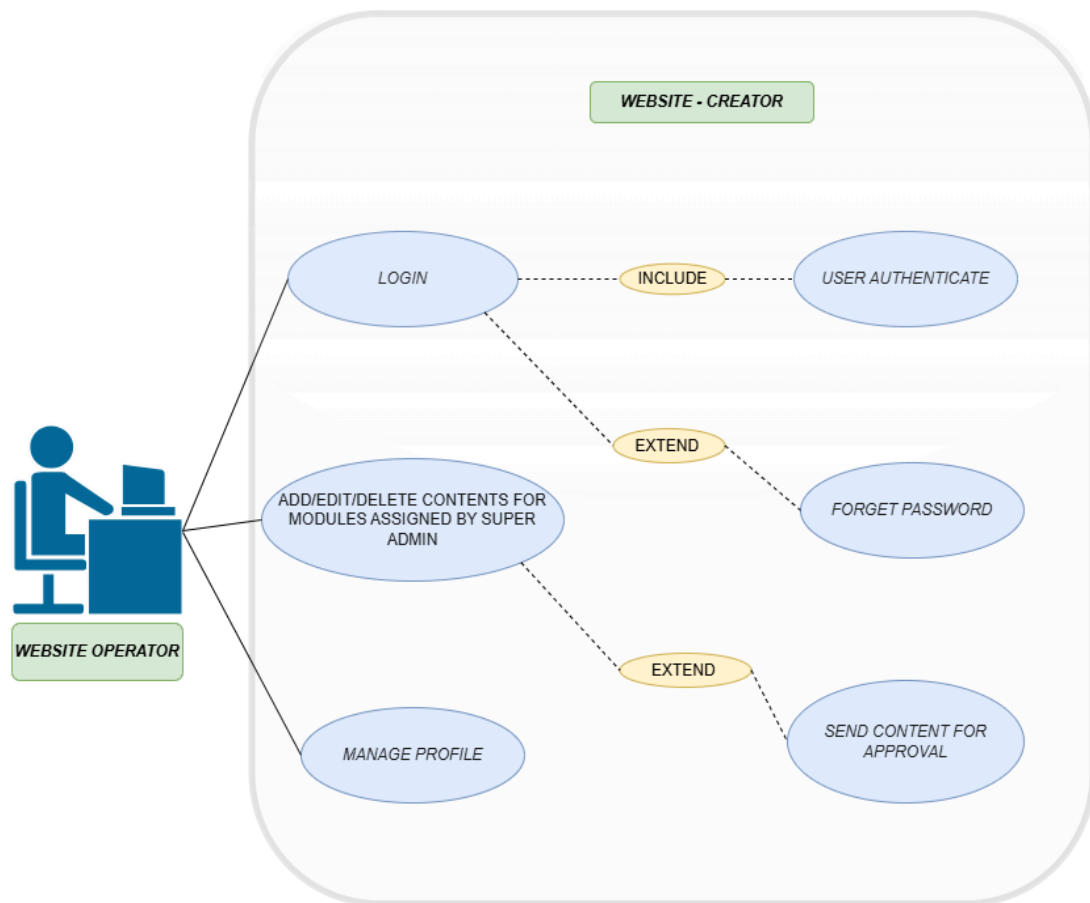 WEBSITE - CREATOR
LOGIN
INCLUDE
USER AUTHENTICATE
EXTEND
FORGET PASSWORD
ADD/EDIT/DELETE CONTENTS FOR
MODULES ASSIGNED BY SUPER
ADMIN
WEBSITE OPERATOR
EXTEND
SEND CONTENT FOR
APPROVAL
MANAGE PROFILE